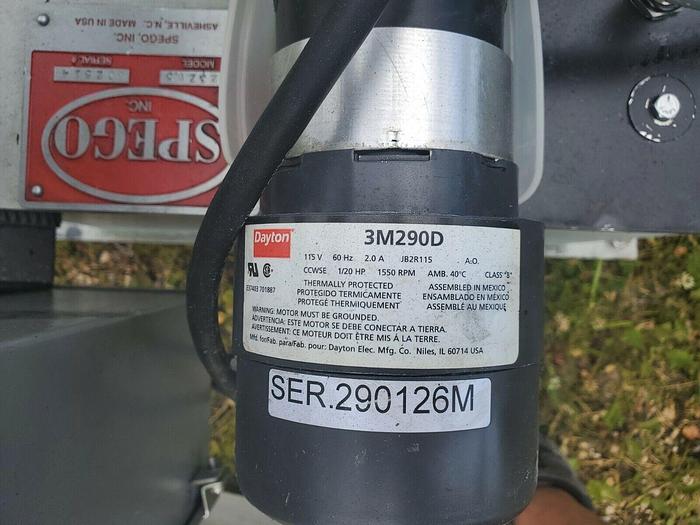 ASHEVILLE, N.C. MADE IN USA
SPEGO, INC.
SERIAL # MODEL
SPEGO
INC.
Dayton 3M290D
115 V 60 Hz 2.0 A JB2R115 A.O.
CCWSE 1/20 HP 1550 RPM AMB. 40°C CLASS "B"
THERMALLY PROTECTED ASSEMBLED IN MEXICO
E37403 701887 PROTEGIDO TERMICAMENTE ENSAMBLADO EN MÉXICO
PROTEGÉ THERMIQUEMENT ASSEMBLÉ AU MEXIQUE
WARNING: MOTOR MUST BE GROUNDED.
ADVERTENCIA: ESTE MOTOR SE DEBE CONECTAR A TIERRA.
AVERTISSEMENT: CE MOTEUR DOIT ÊTRE MIS À LA TERRE.
Mfd. for/Fab. para/Fab. pour: Dayton Elec. Mfg. Co. Niles, IL 60714 USA
SER.290126M